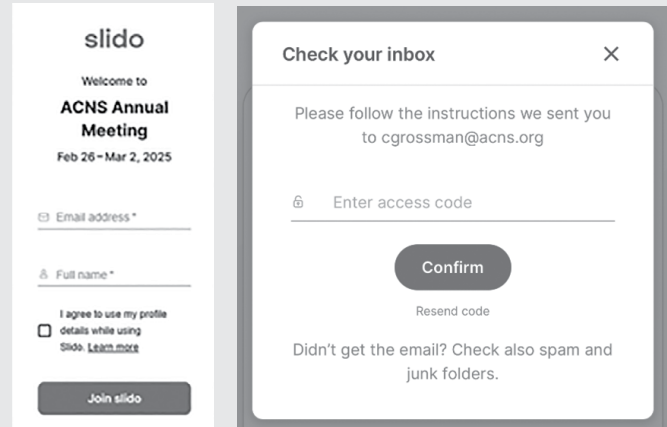 slido
Welcome to
ACNS Annual
Meeting
Feb 26 – Mar 2, 2025
Email address *
Full name *
I agree to use my profile
details while using
Slido. Learn more
Join slido
Check your inbox
Please follow the instructions we sent you
to cgrossman@acns.org
Enter access code
Confirm
Resend code
Didn’t get the email? Check also spam and
junk folders.